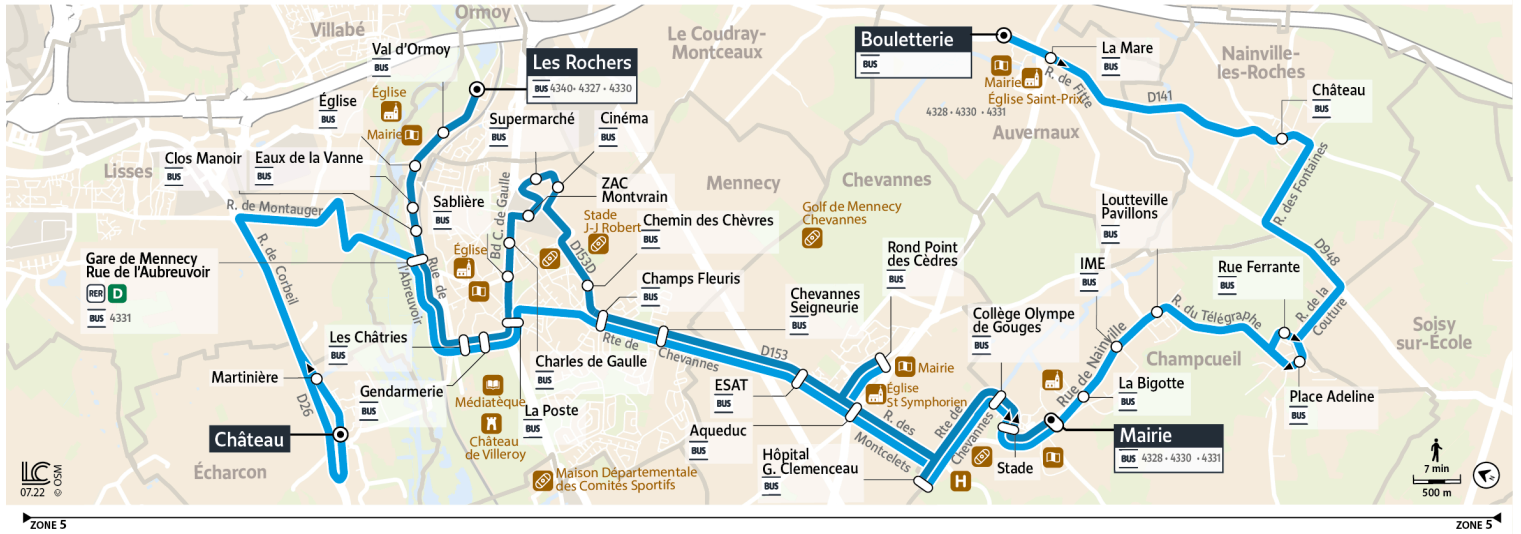 Ormoy
Villabé
Val d'Ormoy
BUS
Les Rochers
BUS 4340 • 4327 • 4330
Le Coudray-
Montceaux
Bouletterie
BUS
La Mare
BUS
Nainville-
les-Roches
Mairie
R. de Fitte
Église Saint-Prix
4328 • 4330 • 4331
Auvernaux
D141
Château
BUS
Église
BUS
Église
Mairie
Supermarché
BUS
Cinéma
BUS
Clos Manoir
BUS
Eaux de la Vanne
BUS
Lisses
R. de Montauger
Sablière
BUS
Bd C. de Gaulle
ZAC
Montvrain
Mennecy
Chevannes
Stade
J-J Robert
Chemin des Chèvres
BUS
Golf de Mennecy
Chevannes
Loutteville
Pavillons
BUS
R. des Fontaines
D948
Gare de Mennecy
Rue de l'Aubreuvoir
RER D
BUS 4331
R. de Corbeil
Rue de
l'Abreuvoir
Église
D153D
Champs Fleuris
BUS
Rond Point
des Cèdres
BUS
IME
BUS
Rue Ferrante
BUS
Chevannes
Seigneurie
BUS
Collège Olympe
de Gouges
BUS
R. du Télégraphe
R. de la
Couture
Soisy
sur-École
Les Châtries
BUS
Rte de
Chevannes
D153
Charles de Gaulle
BUS
Champcueil
Martinière
BUS
D26
Gendarmerie
BUS
Médiatèque
Château
de Villeroy
La Poste
BUS
ESAT
BUS
Mairie
Église
St Symphorien
Rue de Nainville
La Bigotte
BUS
Place Adeline
BUS
Château
Aqueduc
BUS
R. des
Montcelets
Rte de
Chevannes
Mairie
BUS 4328 • 4330 • 4331
Écharcon
Maison Départementale
des Comités Sportifs
Hôpital
G. Clemenceau
BUS
H
Stade
LC
07.22
© OSM
7 min
500 m
N
ZONE 5
ZONE 5